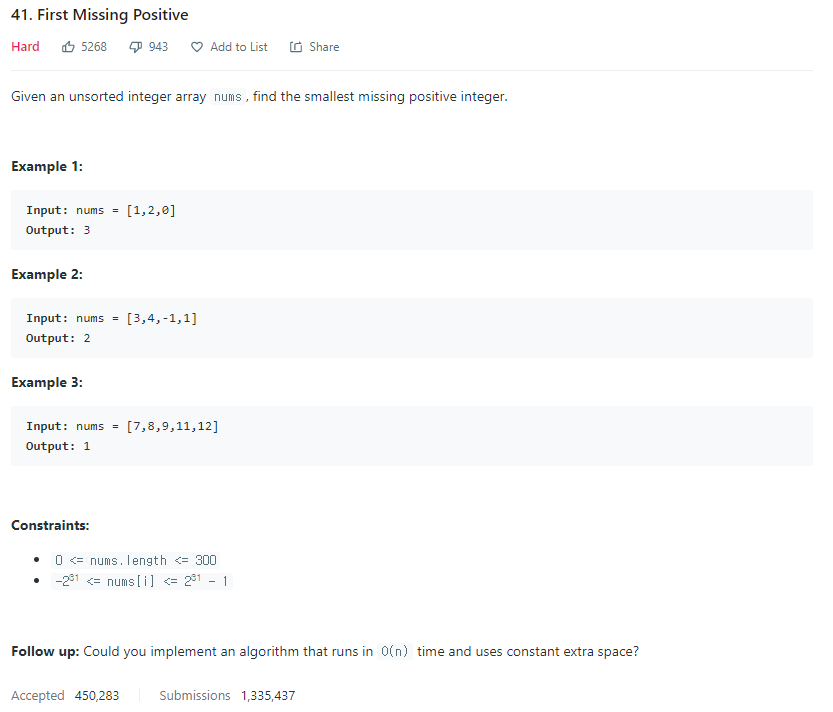 41. First Missing Positive
Hard 5268 943 Add to List Share
Given an unsorted integer array nums , find the smallest missing positive integer.
Example 1:
Input: nums = [1,2,0]
Output: 3
Example 2:
Input: nums = [3,4,-1,1]
Output: 2
Example 3:
Input: nums = [7,8,9,11,12]
Output: 1
Constraints:
• 0 <= nums.length <= 300
• -2³¹ <= nums[i] <= 2³¹ - 1
Follow up: Could you implement an algorithm that runs in O(n) time and uses constant extra space?
Accepted 450,283 Submissions 1,335,437